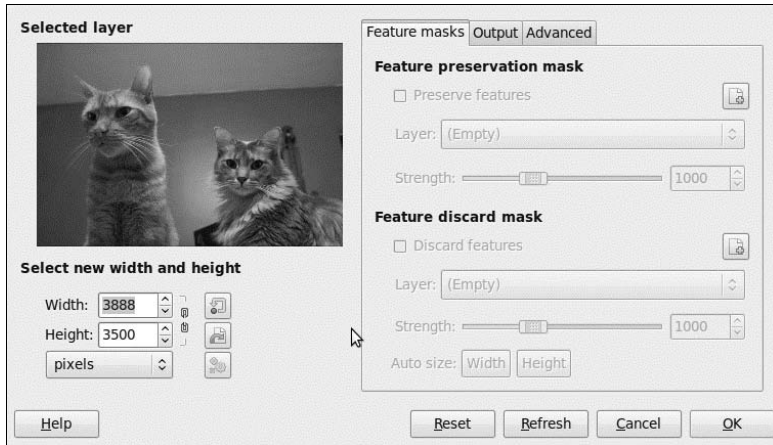 Selected layer
Select new width and height
Width: 3888
Height: 3500
pixels
Feature masks Output Advanced
Feature preservation mask
Preserve features
Layer: (Empty)
Strength: 1000
Feature discard mask
Discard features
Layer: (Empty)
Strength: 1000
Auto size: Width Height
Help Reset Refresh Cancel OK